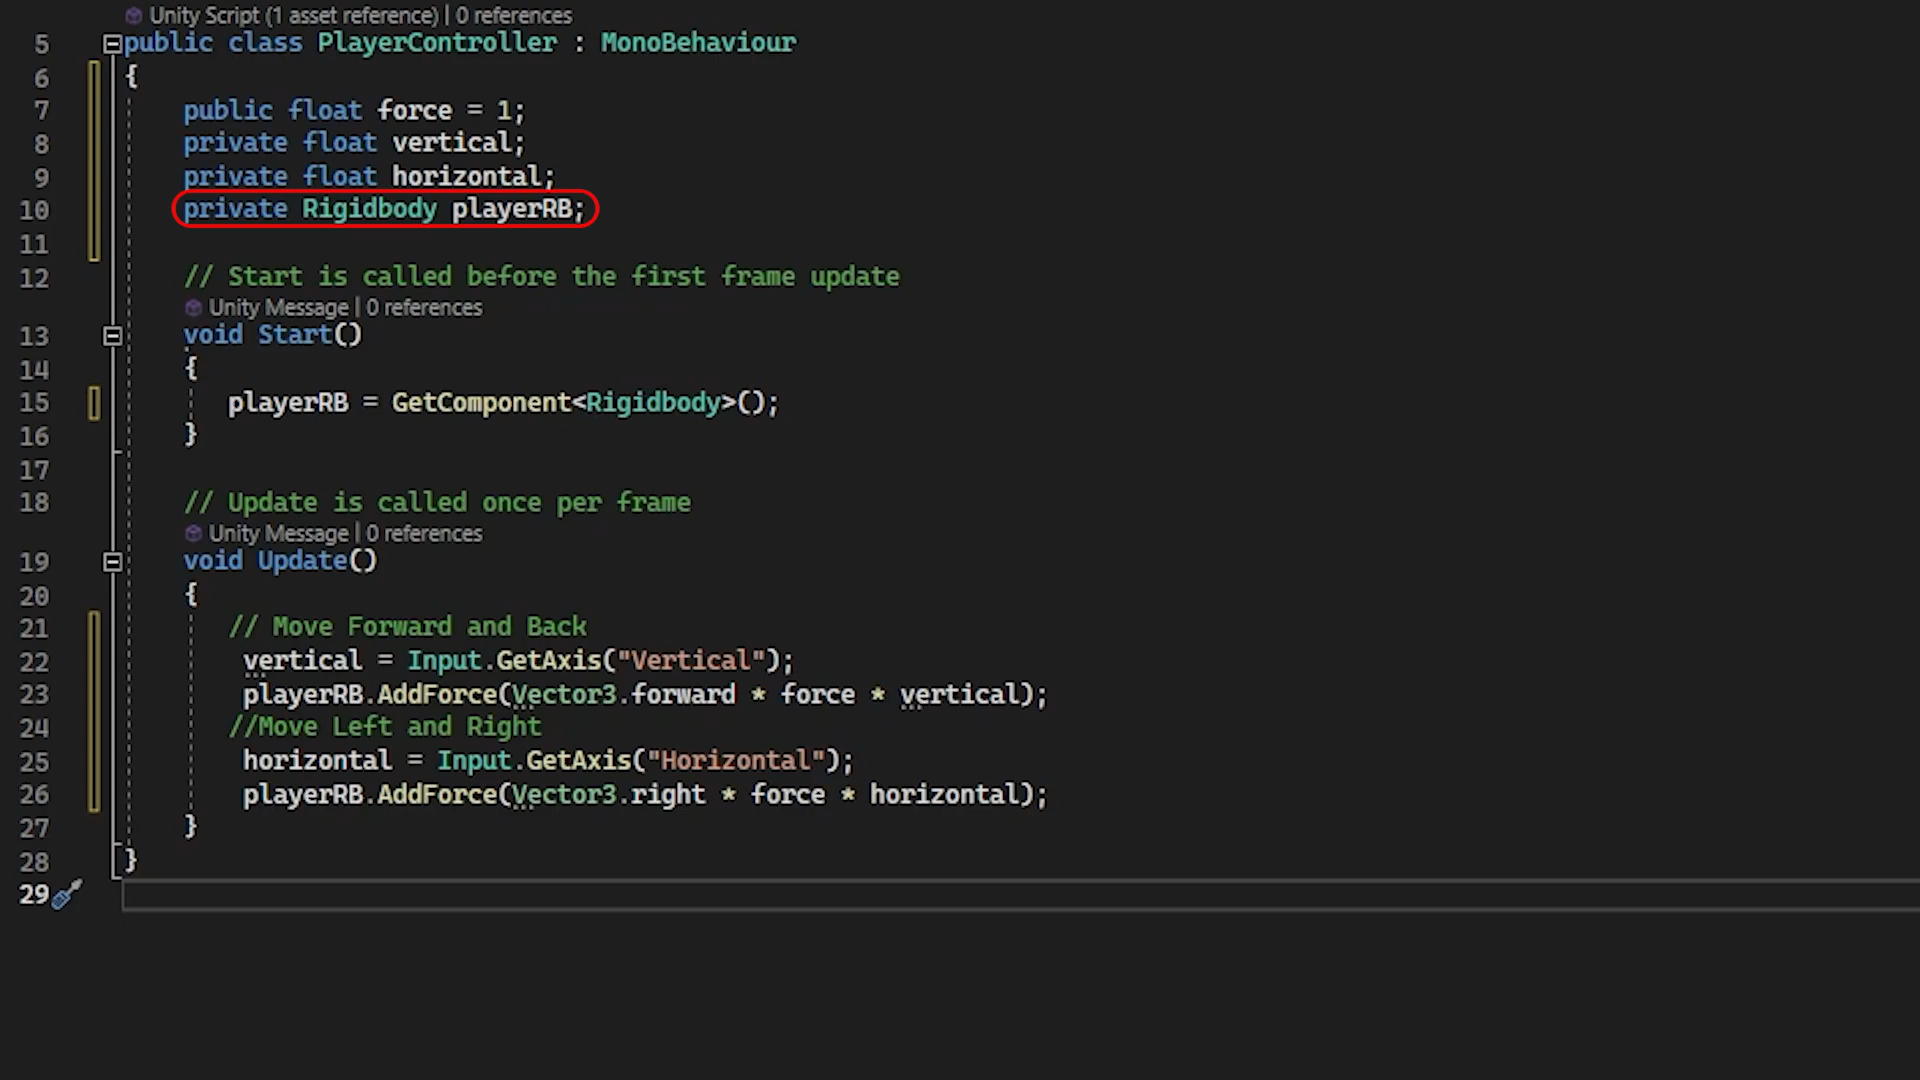 Unity Script (1 asset reference) | 0 references
5 public class PlayerController : MonoBehaviour
6 {
7 public float force = 1;
8 private float vertical;
9 private float horizontal;
10 private Rigidbody playerRB;
11
12 // Start is called before the first frame update
Unity Message | 0 references
13 void Start()
14 {
15 playerRB = GetComponent<Rigidbody>();
16 }
17
18 // Update is called once per frame
Unity Message | 0 references
19 void Update()
20 {
21 // Move Forward and Back
22 vertical = Input.GetAxis("Vertical");
23 playerRB.AddForce(Vector3.forward * force * vertical);
24 //Move Left and Right
25 horizontal = Input.GetAxis("Horizontal");
26 playerRB.AddForce(Vector3.right * force * horizontal);
27 }
28 }
29